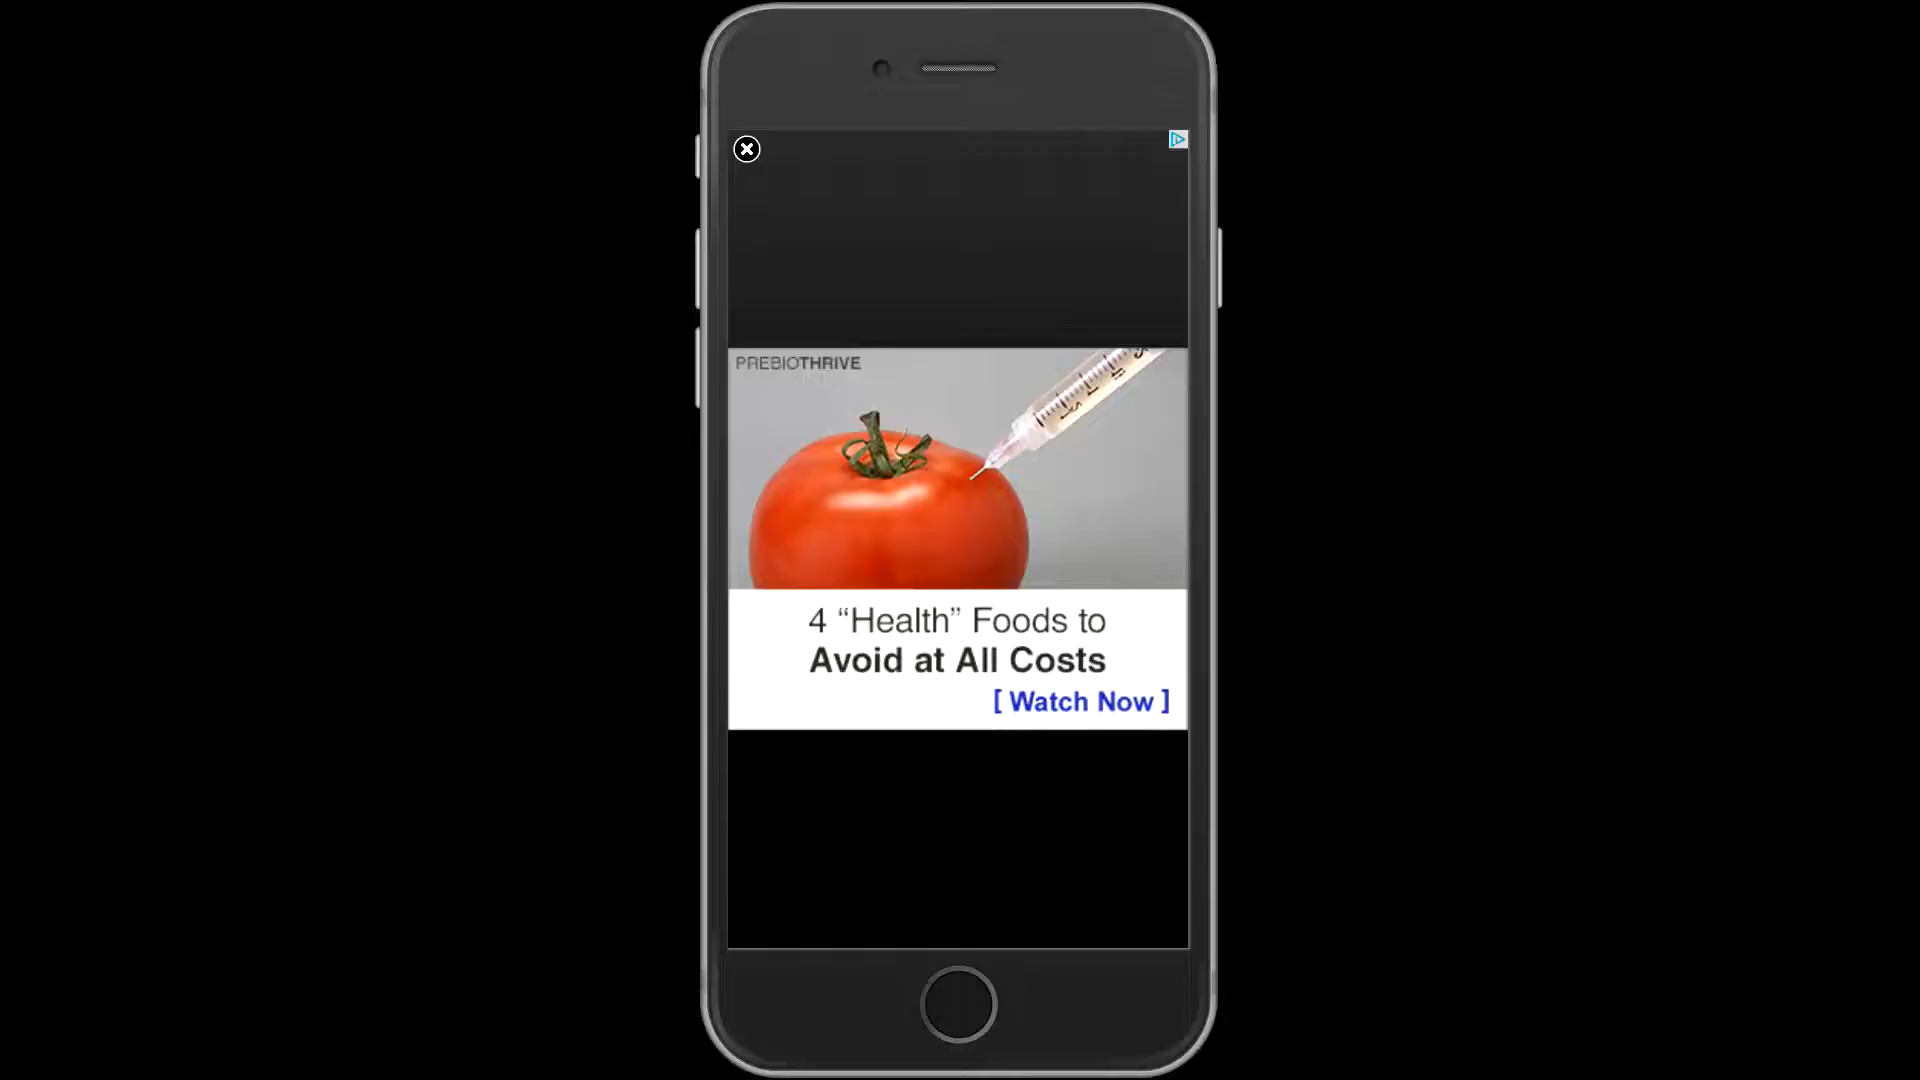 PREBIOTHRIVE
4 “Health” Foods to
Avoid at All Costs
[ Watch Now ]